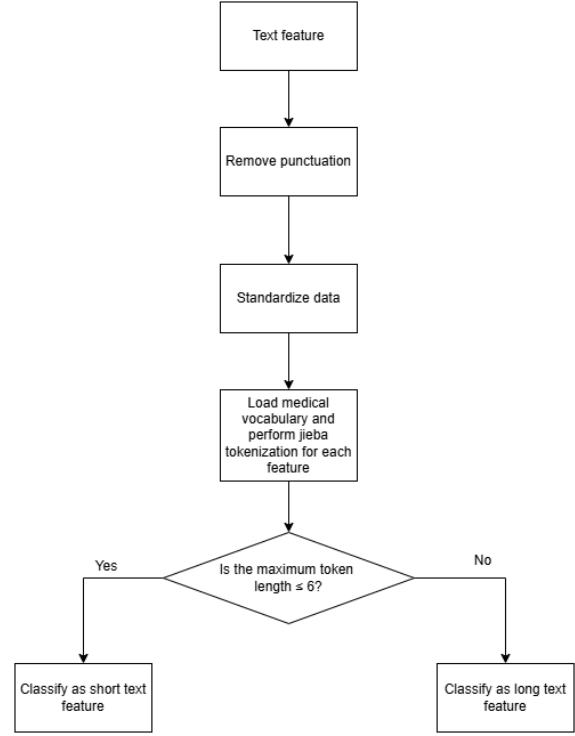 Text feature
Remove punctuation
Standardize data
Load medical
vocabulary and
perform jieba
tokenization for each
feature
Is the maximum token
length ≤ 6?
Yes
No
Classify as short text
feature
Classify as long text
feature